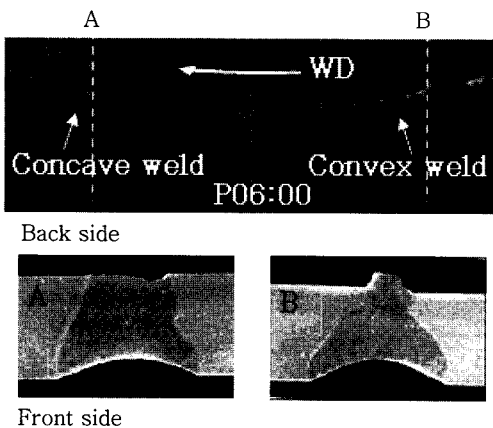 A B
WD
Concave weld Convex weld
P06:00
Back side
A B
Front side